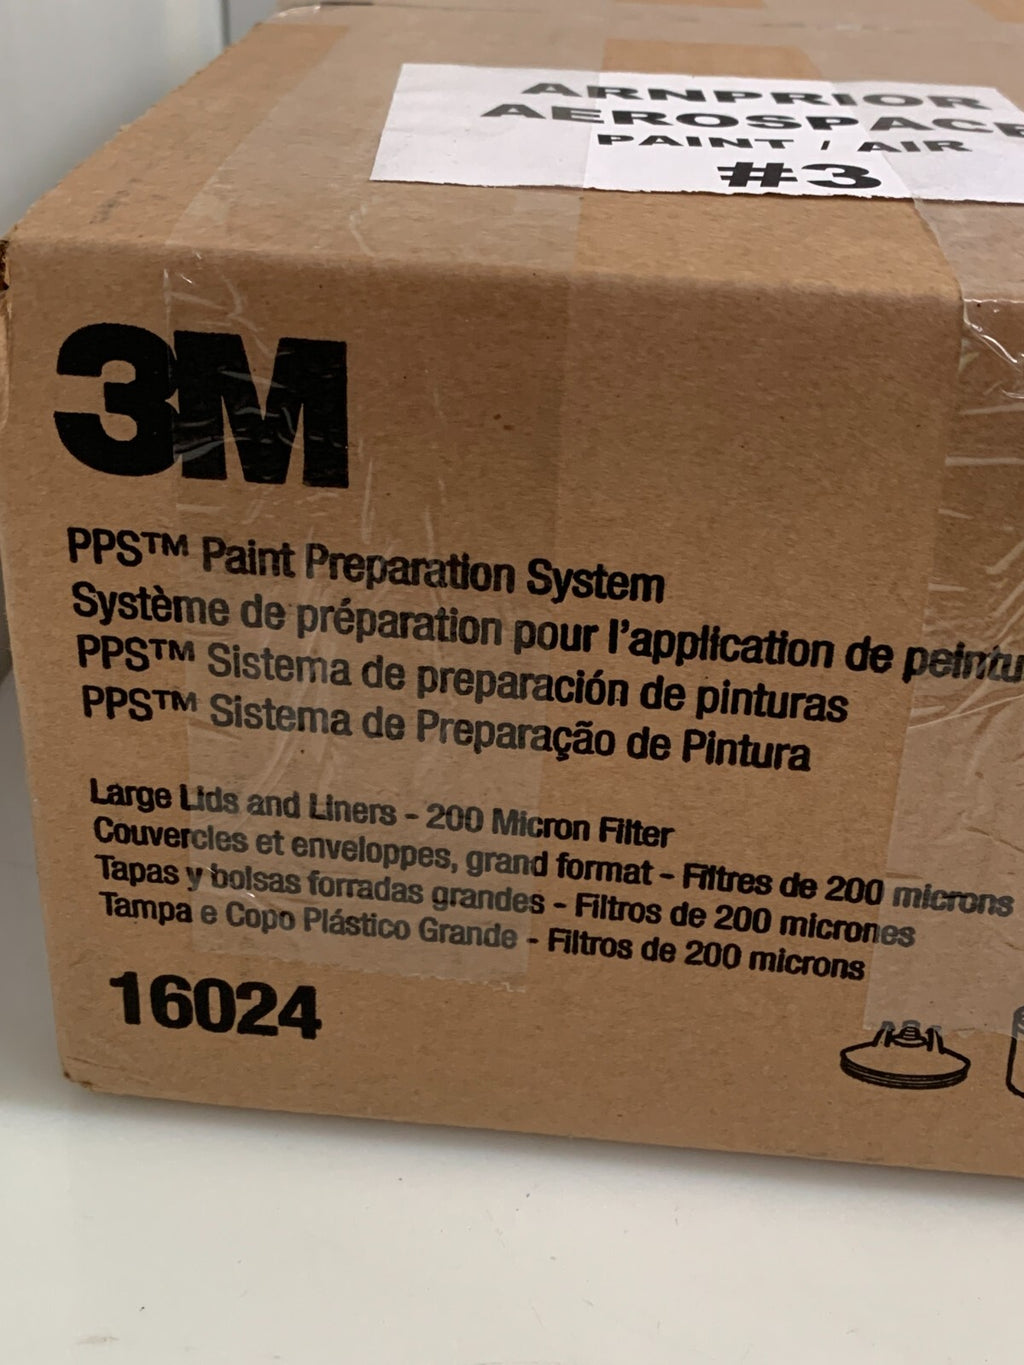 ARNPRIOR
AEROSPACE
PAINT / AIR
#3
3M
PPS™ Paint Preparation System
Système de préparation pour l'application de peintu
PPS™ Sistema de preparación de pinturas
PPS™ Sistema de Preparação de Pintura
Large Lids and Liners - 200 Micron Filter
Couvercles et enveloppes, grand format - Filtres de 200 microns
Tapas y bolsas forradas grandes - Filtros de 200 micrones
Tampa e Copo Plástico Grande - Filtros de 200 microns
16024